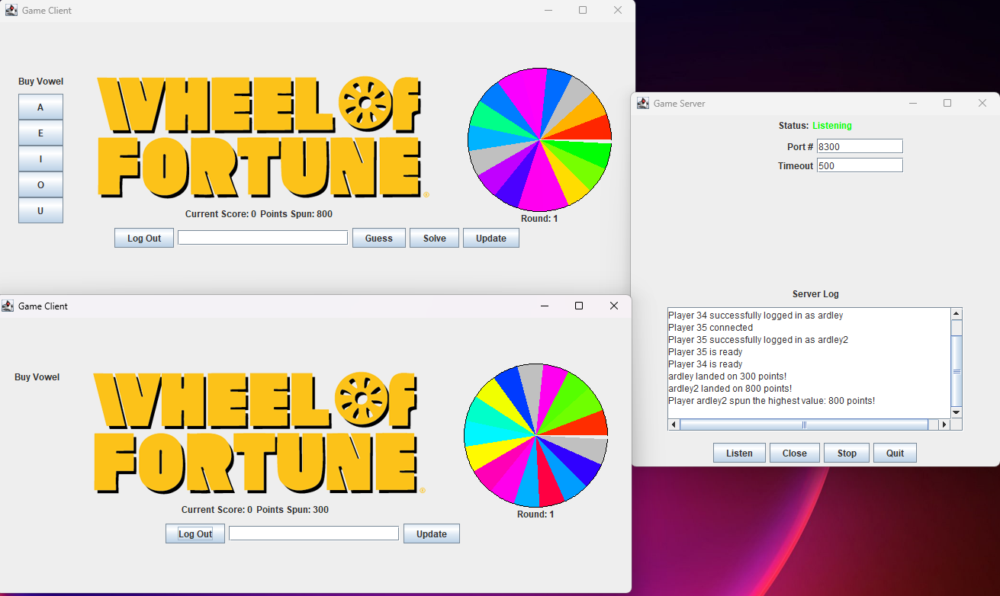 Game Client
Buy Vowel
A
E
I
O
U
WHEEL OF
FORTUNE®
Current Score: 0 Points Spun: 800
Round: 1
Log Out
Guess
Solve
Update
Game Client
Buy Vowel
WHEEL OF
FORTUNE®
Current Score: 0 Points Spun: 300
Round: 1
Log Out
Update
Game Server
Status: Listening
Port # 8300
Timeout 500
Server Log
Player 34 successfully logged in as ardley
Player 35 connected
Player 35 successfully logged in as ardley2
Player 35 is ready
Player 34 is ready
ardley landed on 300 points!
ardley2 landed on 800 points!
Player ardley2 spun the highest value: 800 points!
Listen
Close
Stop
Quit